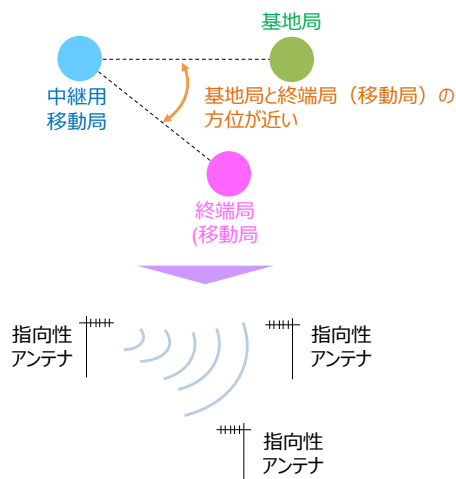 基地局
中継用
移動局
基地局と終端局（移動局）の
方位が近い
終端局
(移動局
指向性
アンテナ
指向性
アンテナ
指向性
アンテナ